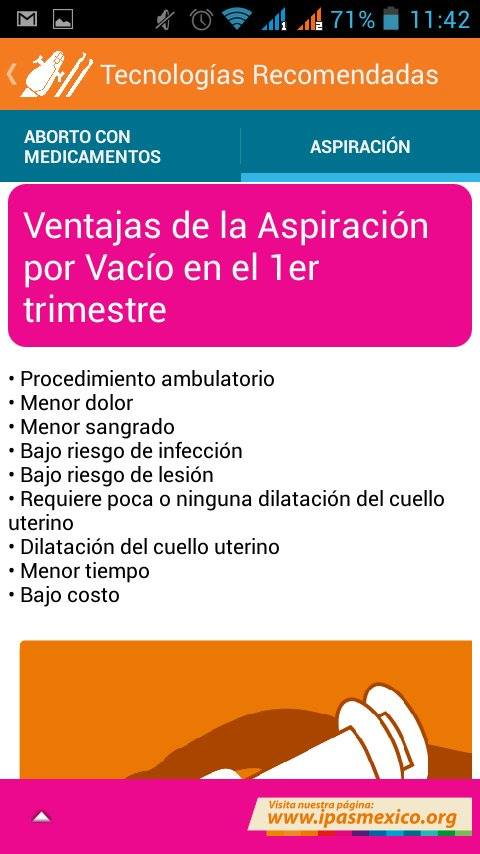 71% 11:42
Tecnologías Recomendadas
ABORTO CON
MEDICAMENTOS
ASPIRACIÓN
Ventajas de la Aspiración
por Vacío en el 1er
trimestre
• Procedimiento ambulatorio
• Menor dolor
• Menor sangrado
• Bajo riesgo de infección
• Bajo riesgo de lesión
• Requiere poca o ninguna dilatación del cuello
uterino
• Dilatación del cuello uterino
• Menor tiempo
• Bajo costo
Visita nuestra página:
www.ipasmexico.org